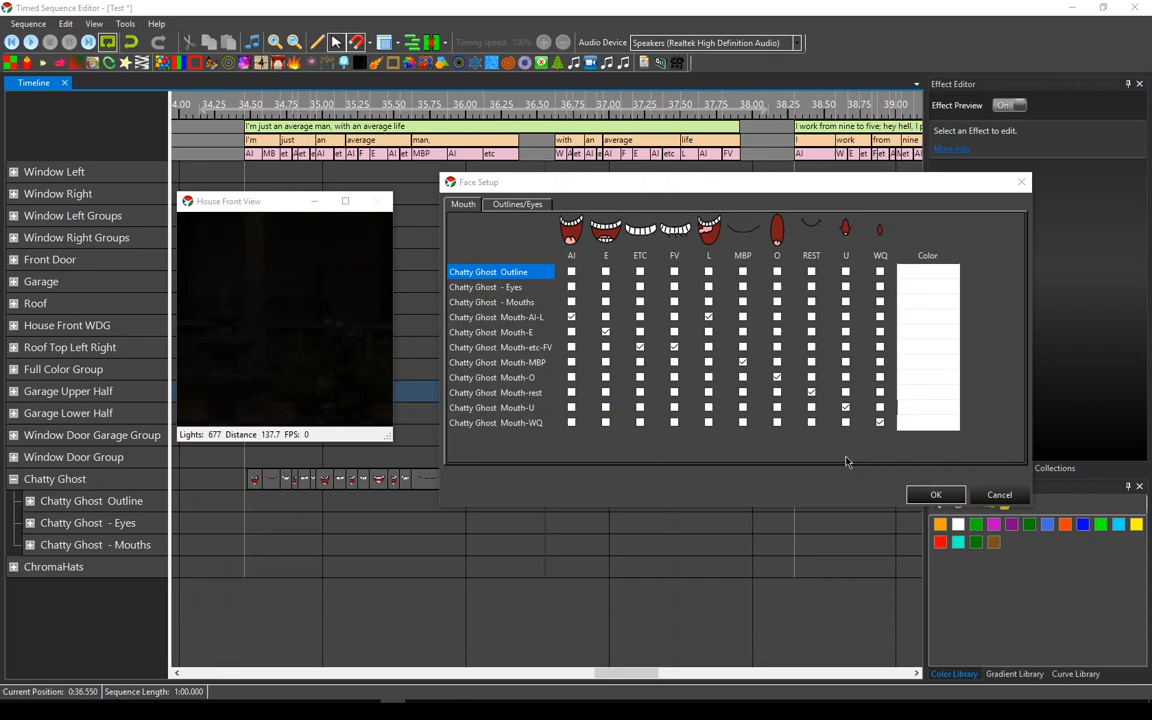 Timed Sequence Editor - [Test *]
Sequence Edit View Tools Help
Timing speed: 100% Audio Device Speakers (Realtek High Definition Audio)
Timeline
Effect Editor
4.00 34.25 34.50 34.75 35.00 35.25 35.50 35.75 36.00 36.25 36.50 36.75 37.00 37.25 37.50 37.75 38.00 38.25 38.50 38.75 39.00
Effect Preview On
I'm just an average man, with an average life
I work from nine to five; hey hell, I p
I'm just an average man, with an average life I work from nine
Select an Effect to edit.
More Info
Window Left
Window Right
Window Left Groups
Window Right Groups
Front Door
Garage
Roof
House Front WDG
Roof Top Left Right
Full Color Group
Garage Upper Half
Garage Lower Half
Window Door Garage Group
Window Door Group
Chatty Ghost
Chatty Ghost Outline
Chatty Ghost - Eyes
Chatty Ghost - Mouths
ChromaHats
House Front View
Lights: 677 Distance 137.7 FPS: 0
Face Setup
Mouth Outlines/Eyes
AI E ETC FV L MBP O REST U WQ Color
Chatty Ghost Outline
Chatty Ghost - Eyes
Chatty Ghost - Mouths
Chatty Ghost Mouth-AI-L
Chatty Ghost Mouth-E
Chatty Ghost Mouth-etc-FV
Chatty Ghost Mouth-MBP
Chatty Ghost Mouth-O
Chatty Ghost Mouth-rest
Chatty Ghost Mouth-U
Chatty Ghost Mouth-WQ
OK Cancel
Collections
Color Library Gradient Library Curve Library
Current Position: 0:36.550 Sequence Length: 1:00.000